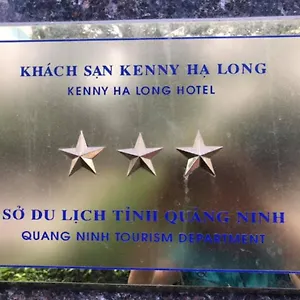 KHÁCH SẠN KENNY HẠ LONG
KENNY HA LONG HOTEL
SỞ DU LỊCH TỈNH QUẢNG NINH
QUANG NINH TOURISM DEPARTMENT